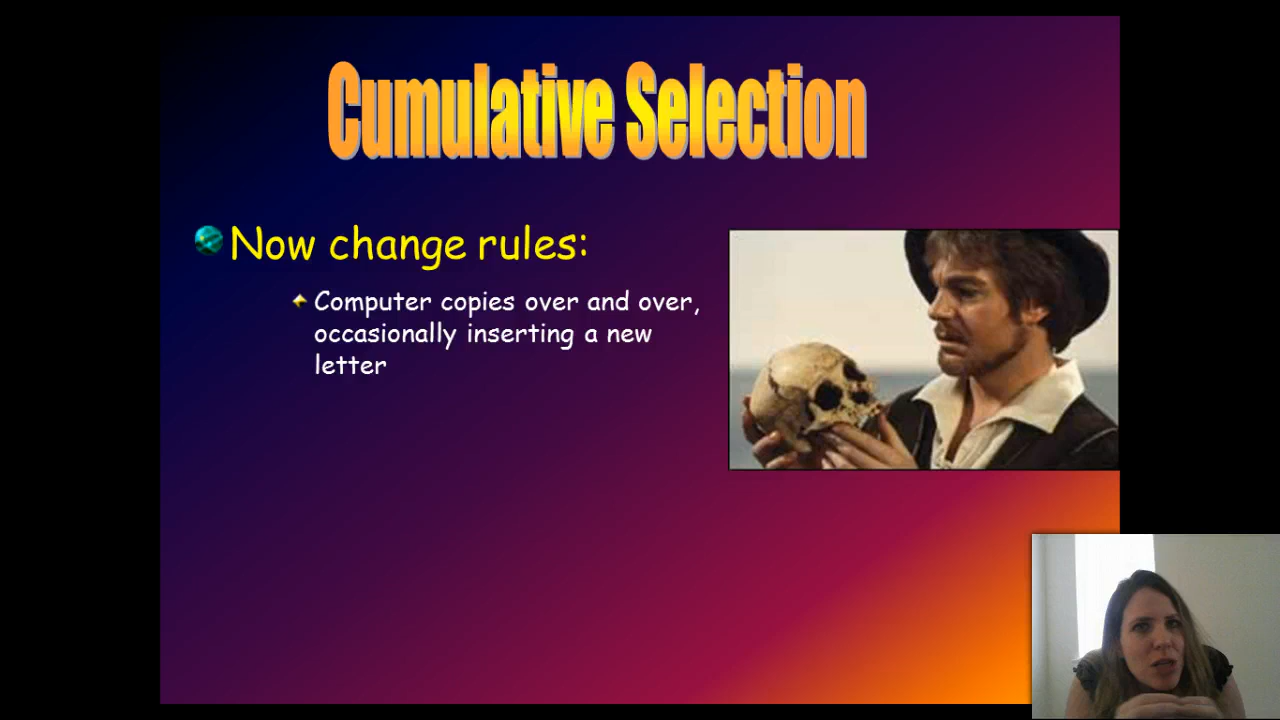 Cumulative Selection
Now change rules:
Computer copies over and over,
occasionally inserting a new
letter